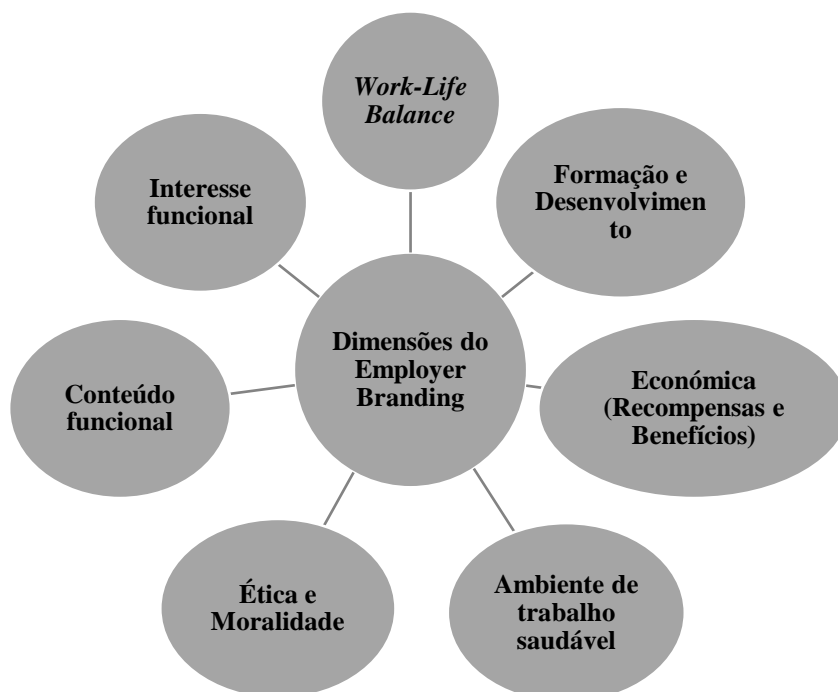 Work-Life
Balance
Formação e
Desenvolvimen
to
Económica
(Recompensas e
Benefícios)
Ambiente de
trabalho
saudável
Ética e
Moralidade
Conteúdo
funcional
Interesse
funcional
Dimensões do
Employer
Branding